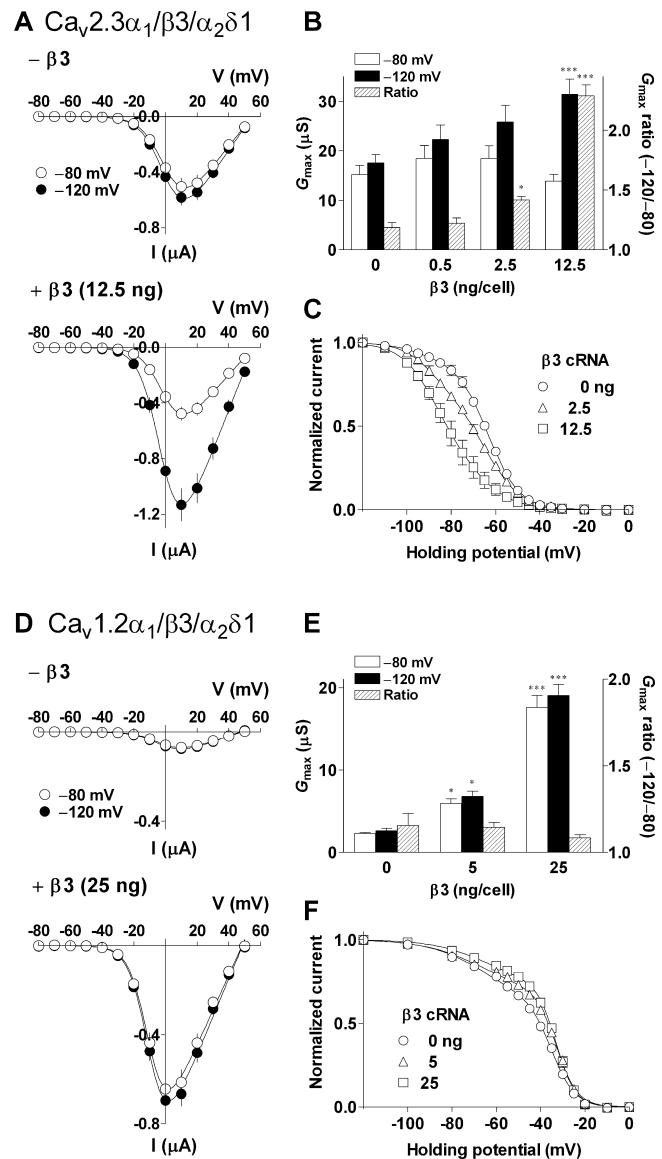 A Cav2.3α1/β3/α2δ1
− β3
V (mV)
-80 -60 -40 -20 0 20 40 60
-0.0
-0.4
-0.8
−80 mV
−120 mV
I (μA)
+ β3 (12.5 ng)
V (mV)
-80 -60 -40 -20 0 20 40 60
-0.0
-0.4
-0.8
-1.2
I (μA)
B
−80 mV
−120 mV
Ratio
*** ***
*
30
20
10
0
Gmax (μS)
2.0
1.5
1.0
Gmax ratio (−120/−80)
0 0.5 2.5 12.5
β3 (ng/cell)
C
1.0
0.5
0.0
Normalized current
β3 cRNA
0 ng
2.5
12.5
-100 -80 -60 -40 -20 0
Holding potential (mV)
D Cav1.2α1/β3/α2δ1
− β3
V (mV)
-80 -60 -40 -20 0 20 40 60
−80 mV
−120 mV
-0.4
I (μA)
+ β3 (25 ng)
V (mV)
-80 -60 -40 -20 0 20 40 60
-0.4
-0.8
I (μA)
E
−80 mV
−120 mV
Ratio
*** ***
* *
20
10
0
Gmax (μS)
2.0
1.5
1.0
Gmax ratio (−120/−80)
0 5 25
β3 (ng/cell)
F
1.0
0.5
0.0
Normalized current
β3 cRNA
0 ng
5
25
-100 -80 -60 -40 -20 0
Holding potential (mV)